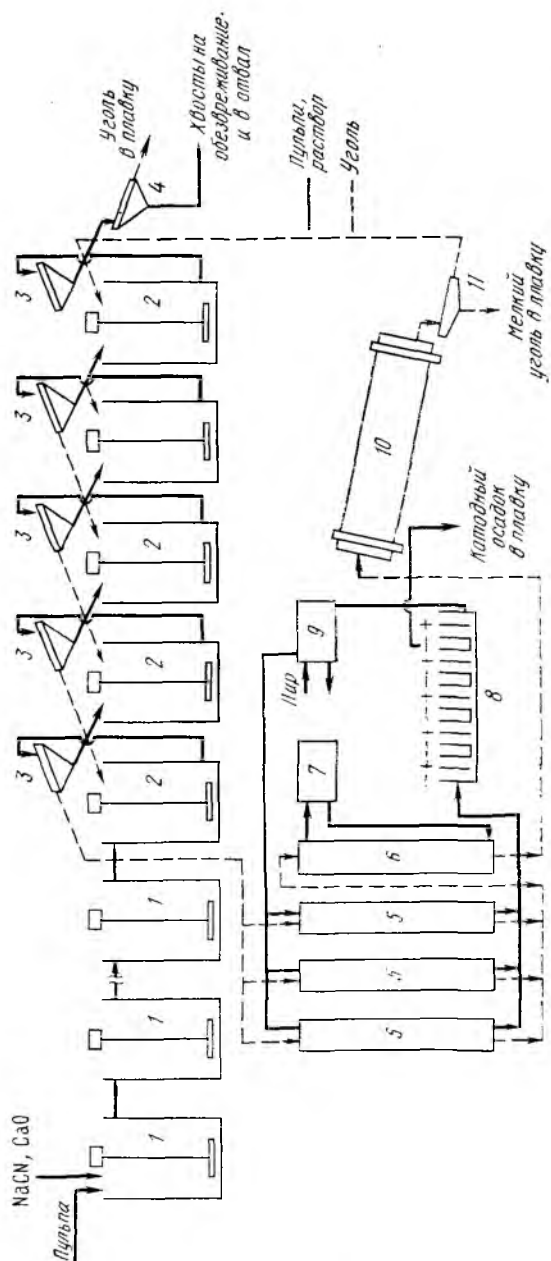 NaCN, CaO
Пульпа
1
1
1
2
2
2
2
2
3
3
3
3
3
4
Уголь
в плавку
Хвосты на
обезвреживание
и в отвал
Пульпы,
раствор
Уголь
5
5
5
6
7
Пар
9
8
+ + + + +
10
11
Катодный
осадок
в плавку
Мелкий
уголь в плавку